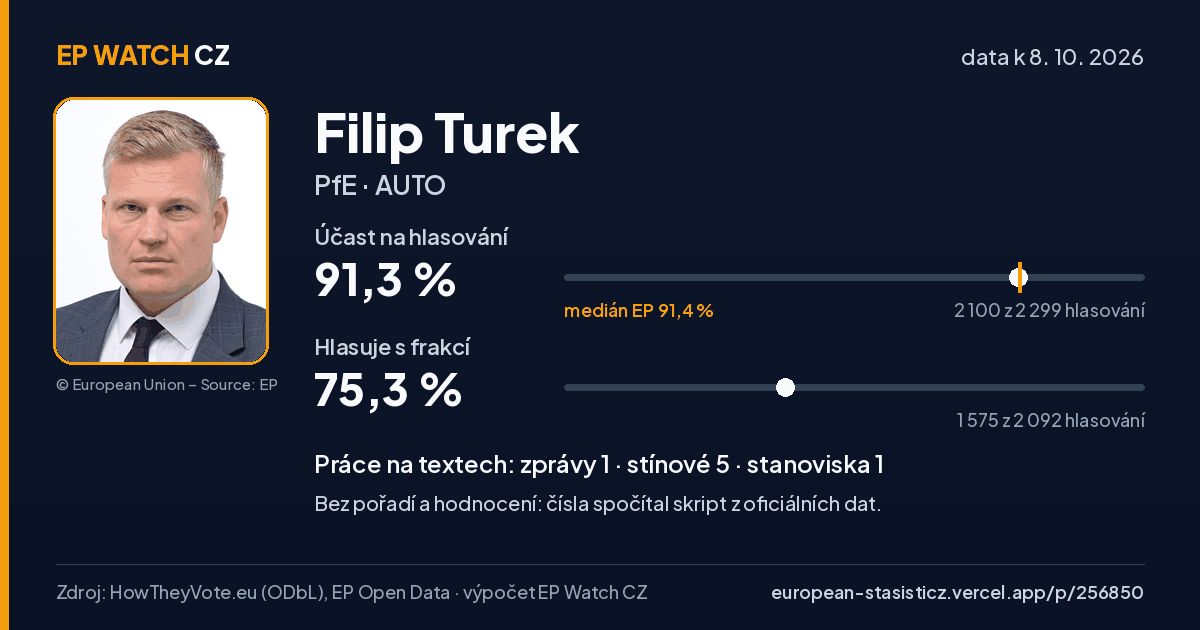 EP WATCH CZ
data k 8. 10. 2026
Filip Turek
PfE · AUTO
Účast na hlasování
91,3 %
medián EP 91,4 %
2 100 z 2 299 hlasování
Hlasuje s frakcí
75,3 %
1 575 z 2 092 hlasování
© European Union – Source: EP
Práce na textech: zprávy 1 · stínové 5 · stanoviska 1
Bez pořadí a hodnocení: čísla spočítal skript z oficiálních dat.
Zdroj: HowTheyVote.eu (ODbL), EP Open Data · výpočet EP Watch CZ
european-stasisticz.vercel.app/p/256850